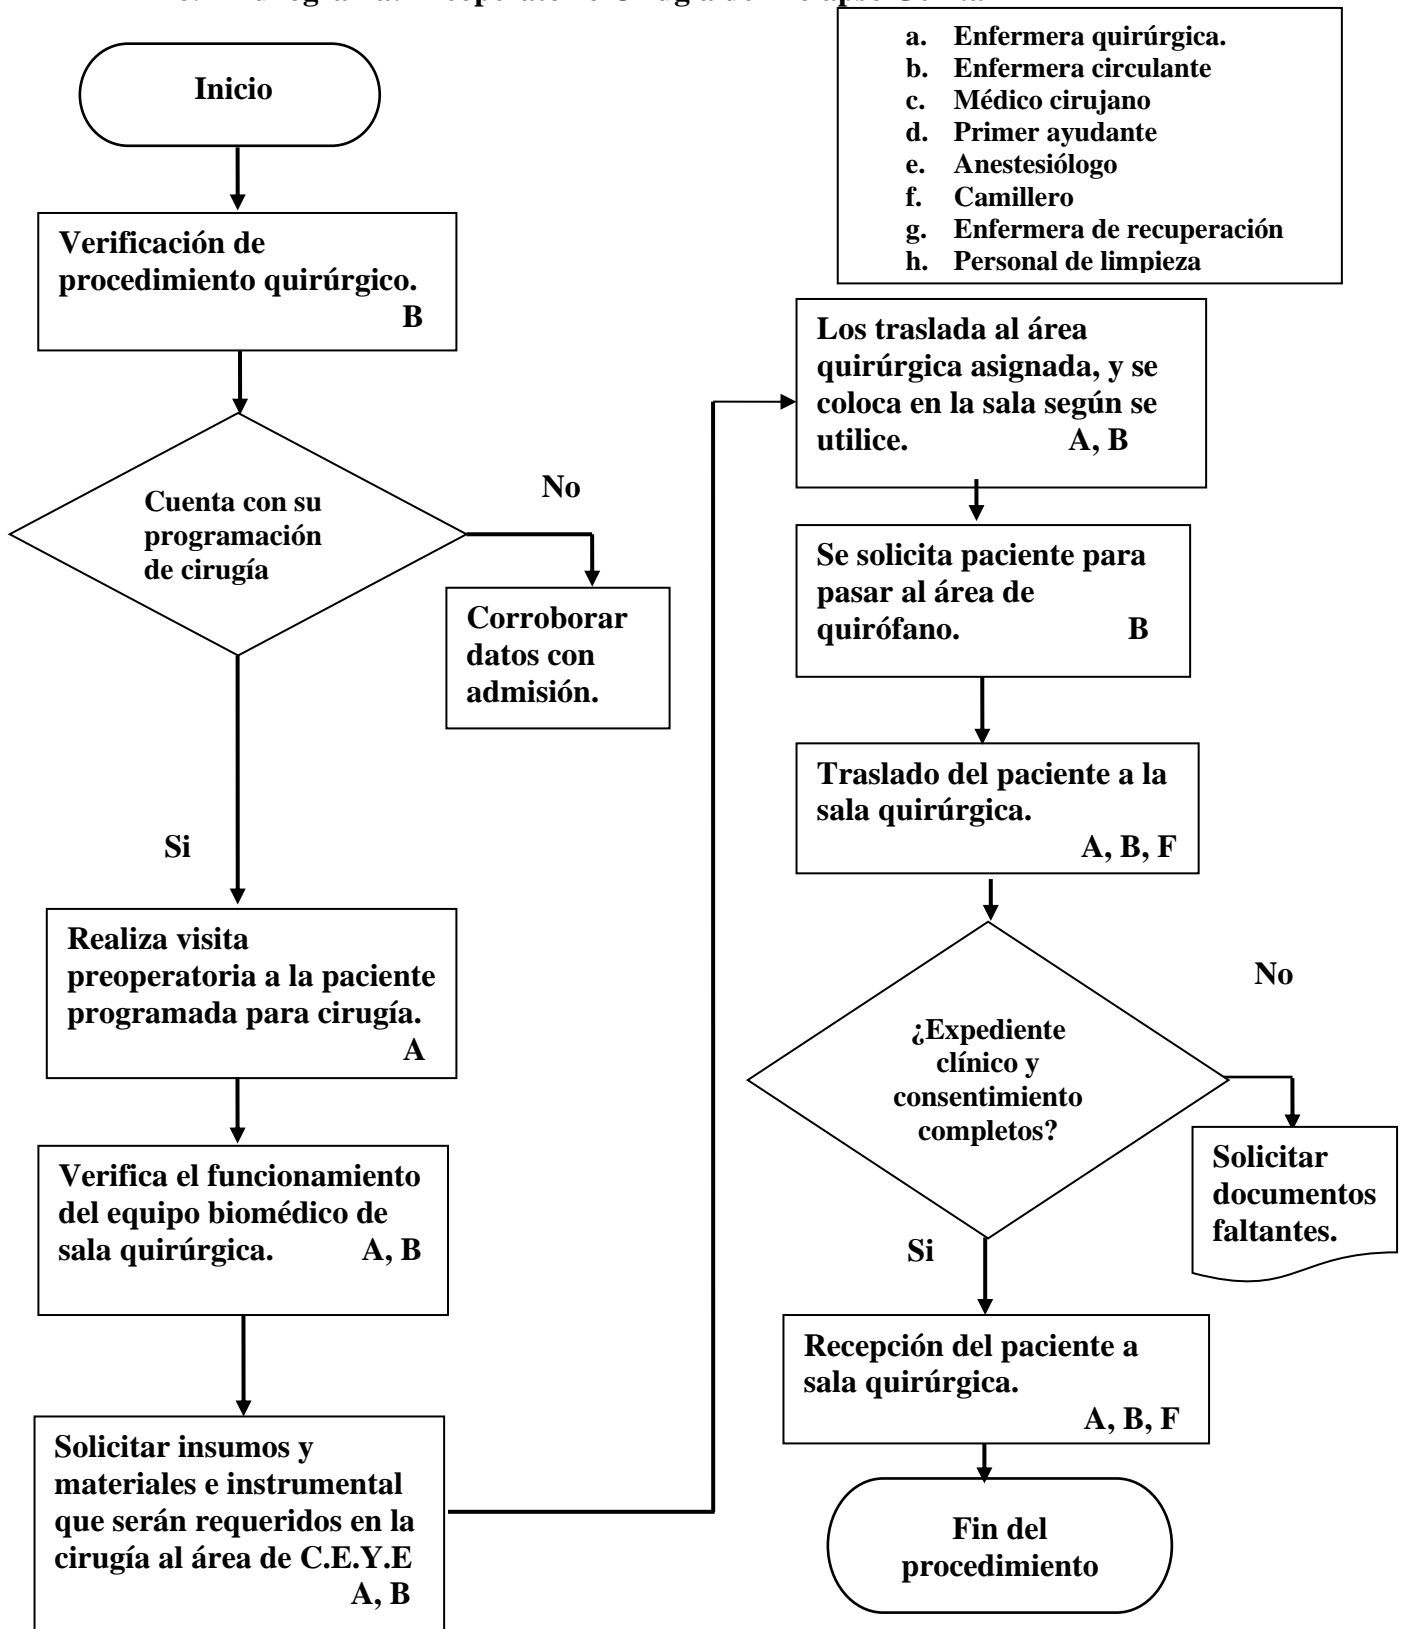 a. Enfermera quirúrgica.
b. Enfermera circulante
c. Médico cirujano
d. Primer ayudante
e. Anestesiólogo
f. Camillero
g. Enfermera de recuperación
h. Personal de limpieza
Inicio
Verificación de
procedimiento quirúrgico.
B
Cuenta con su
programación
de cirugía
No
Corroborar
datos con
admisión.
Si
Realiza visita
preoperatoria a la paciente
programada para cirugía.
A
Verifica el funcionamiento
del equipo biomédico de
sala quirúrgica. A, B
Solicitar insumos y
materiales e instrumental
que serán requeridos en la
cirugía al área de C.E.Y.E
A, B
Los traslada al área
quirúrgica asignada, y se
coloca en la sala según se
utilice. A, B
Se solicita paciente para
pasar al área de
quirófano. B
Traslado del paciente a la
sala quirúrgica.
A, B, F
¿Expediente
clínico y
consentimiento
completos?
No
Solicitar
documentos
faltantes.
Si
Recepción del paciente a
sala quirúrgica.
A, B, F
Fin del
procedimiento